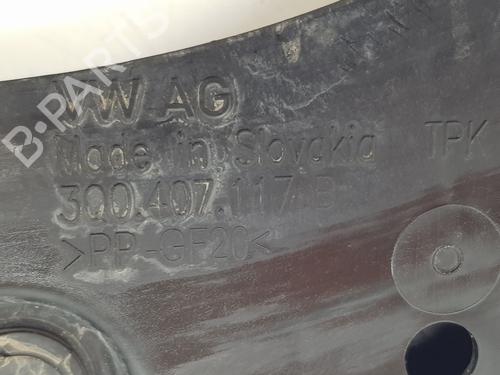 VW AG
Made in Slovakia
TPK
3Q0.407.117 B
>PP-GF20<
B-PARTS